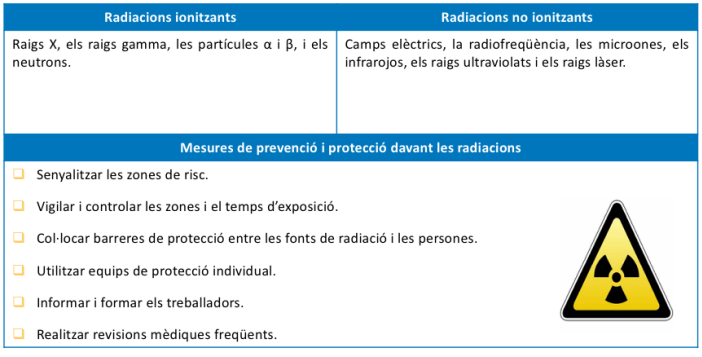 Radiacions ionitzants
Radiacions no ionitzants
Raigs X, els raigs gamma, les partícules α i β, i els
neutrons.
Camps elèctrics, la radiofreqüència, les microones, els
infrarojos, els raigs ultraviolats i els raigs làser.
Mesures de prevenció i protecció davant les radiacions
Senyalitzar les zones de risc.
Vigilar i controlar les zones i el temps d’exposició.
Col·locar barreres de protecció entre les fonts de radiació i les persones.
Utilitzar equips de protecció individual.
Informar i formar els treballadors.
Realitzar revisions mèdiques freqüents.